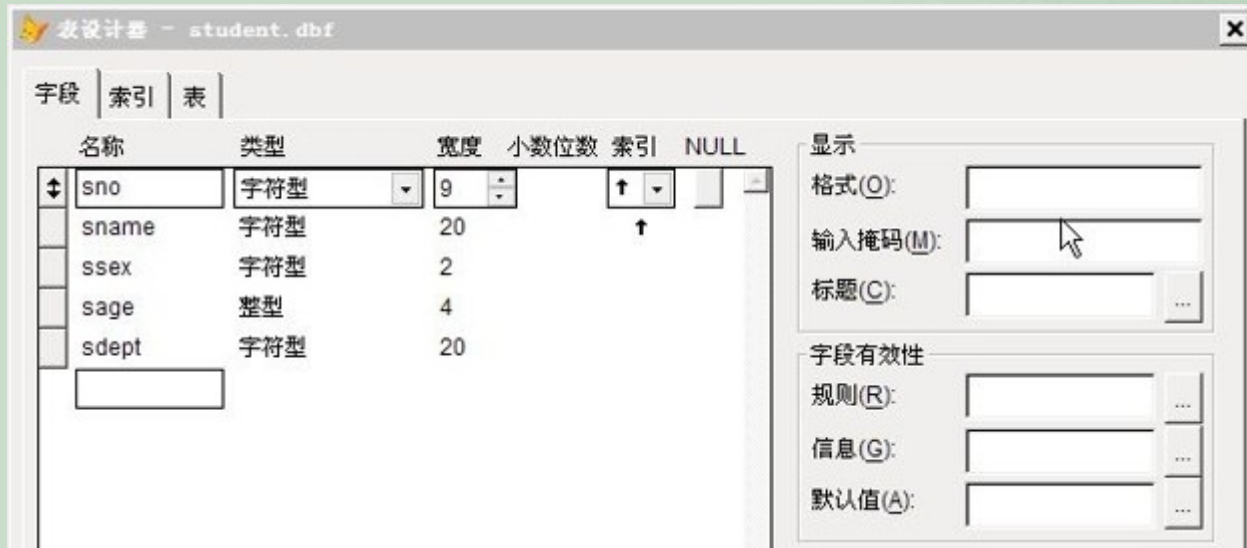 表设计器 - student.dbf
字段 索引 表
名称 类型 宽度 小数位数 索引 NULL
sno 字符型 9 ↑
sname 字符型 20 ↑
ssex 字符型 2
sage 整型 4
sdept 字符型 20
显示
格式(O):
输入掩码(M):
标题(C): ...
字段有效性
规则(R): ...
信息(G): ...
默认值(A): ...